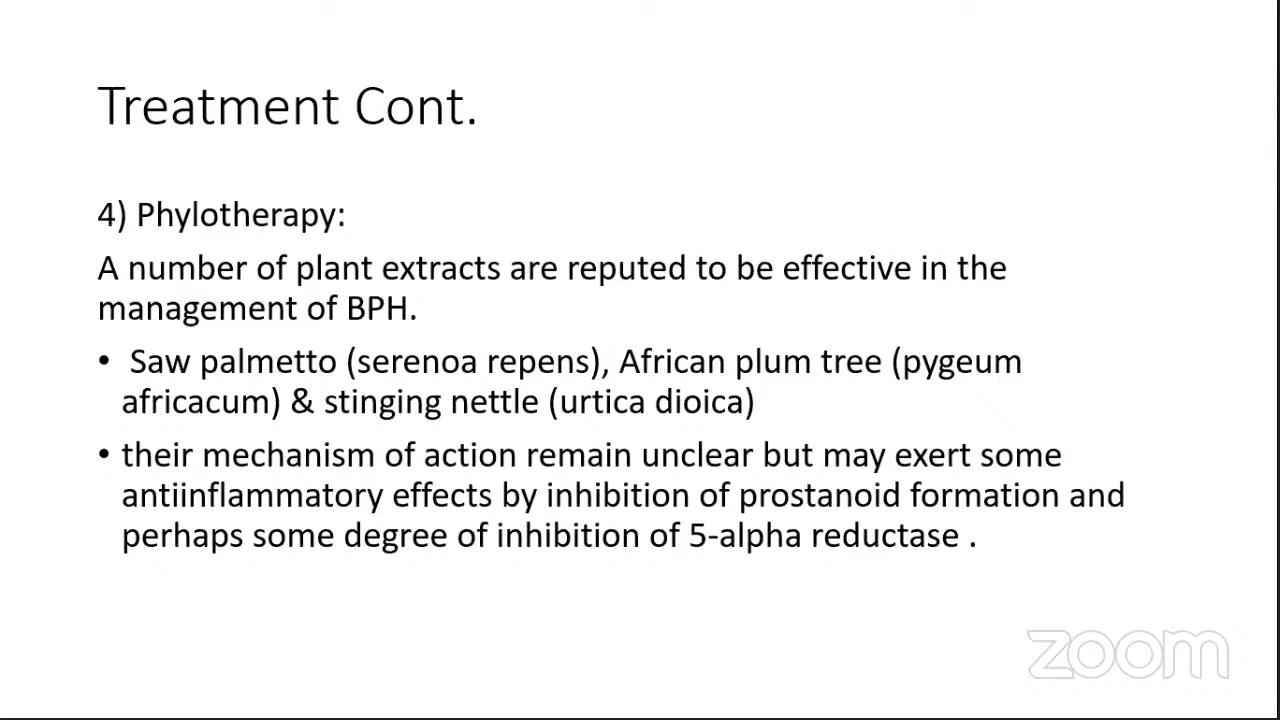 Treatment Cont.
4) Phylotherapy:
A number of plant extracts are reputed to be effective in the
management of BPH.
• Saw palmetto (serenoa repens), African plum tree (pygeum
africacum) & stinging nettle (urtica dioica)
• their mechanism of action remain unclear but may exert some
antiinflammatory effects by inhibition of prostanoid formation and
perhaps some degree of inhibition of 5-alpha reductase .
zoom